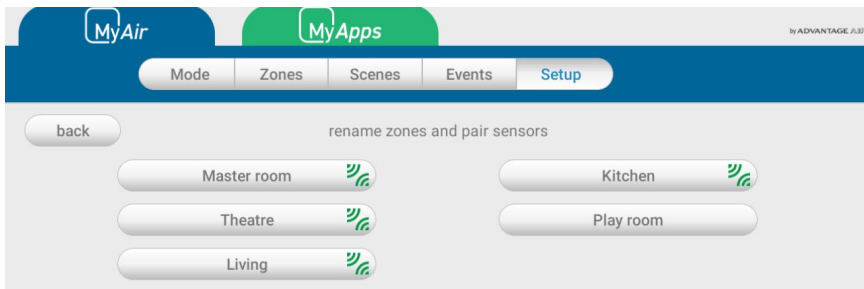 MyAir
MyApps
by ADVANTAGE AIR
Mode Zones Scenes Events Setup
back
rename zones and pair sensors
Master room
Kitchen
Theatre
Play room
Living